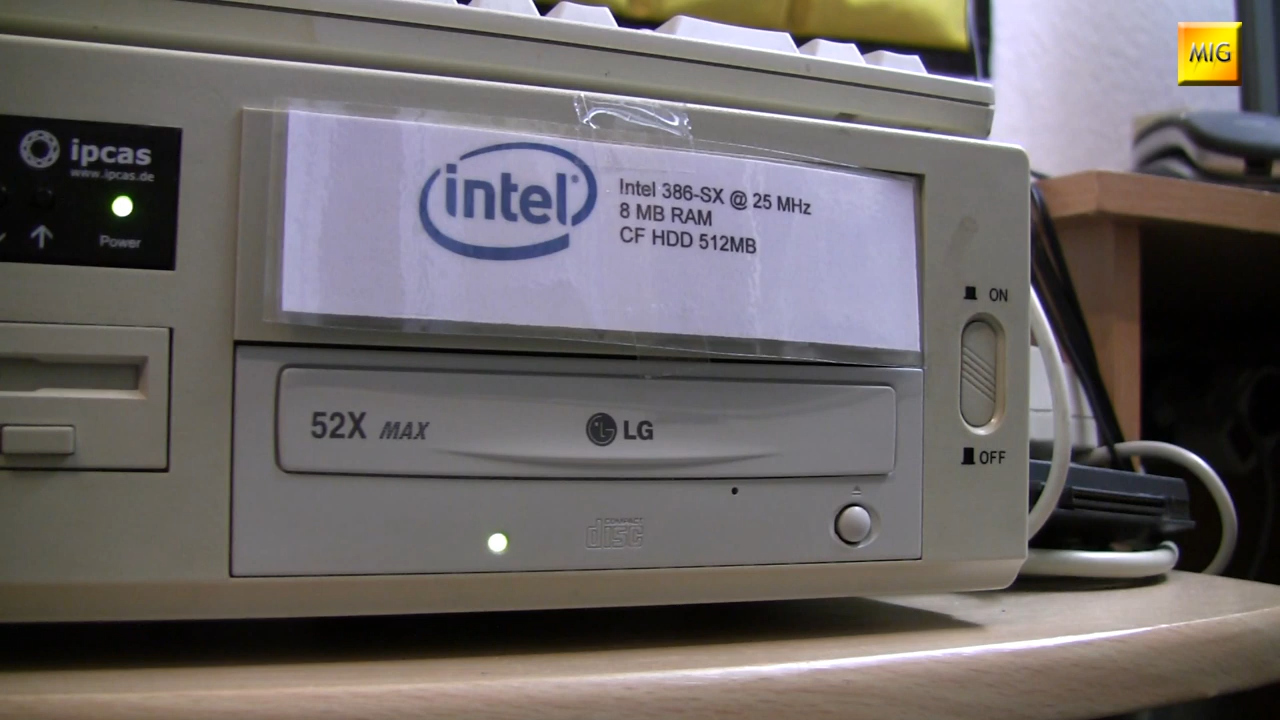 MIG
ipcas
www.ipcas.de
Power
intel
Intel 386-SX @ 25 MHz
8 MB RAM
CF HDD 512MB
ON
OFF
52X MAX
LG
COMPACT
disc